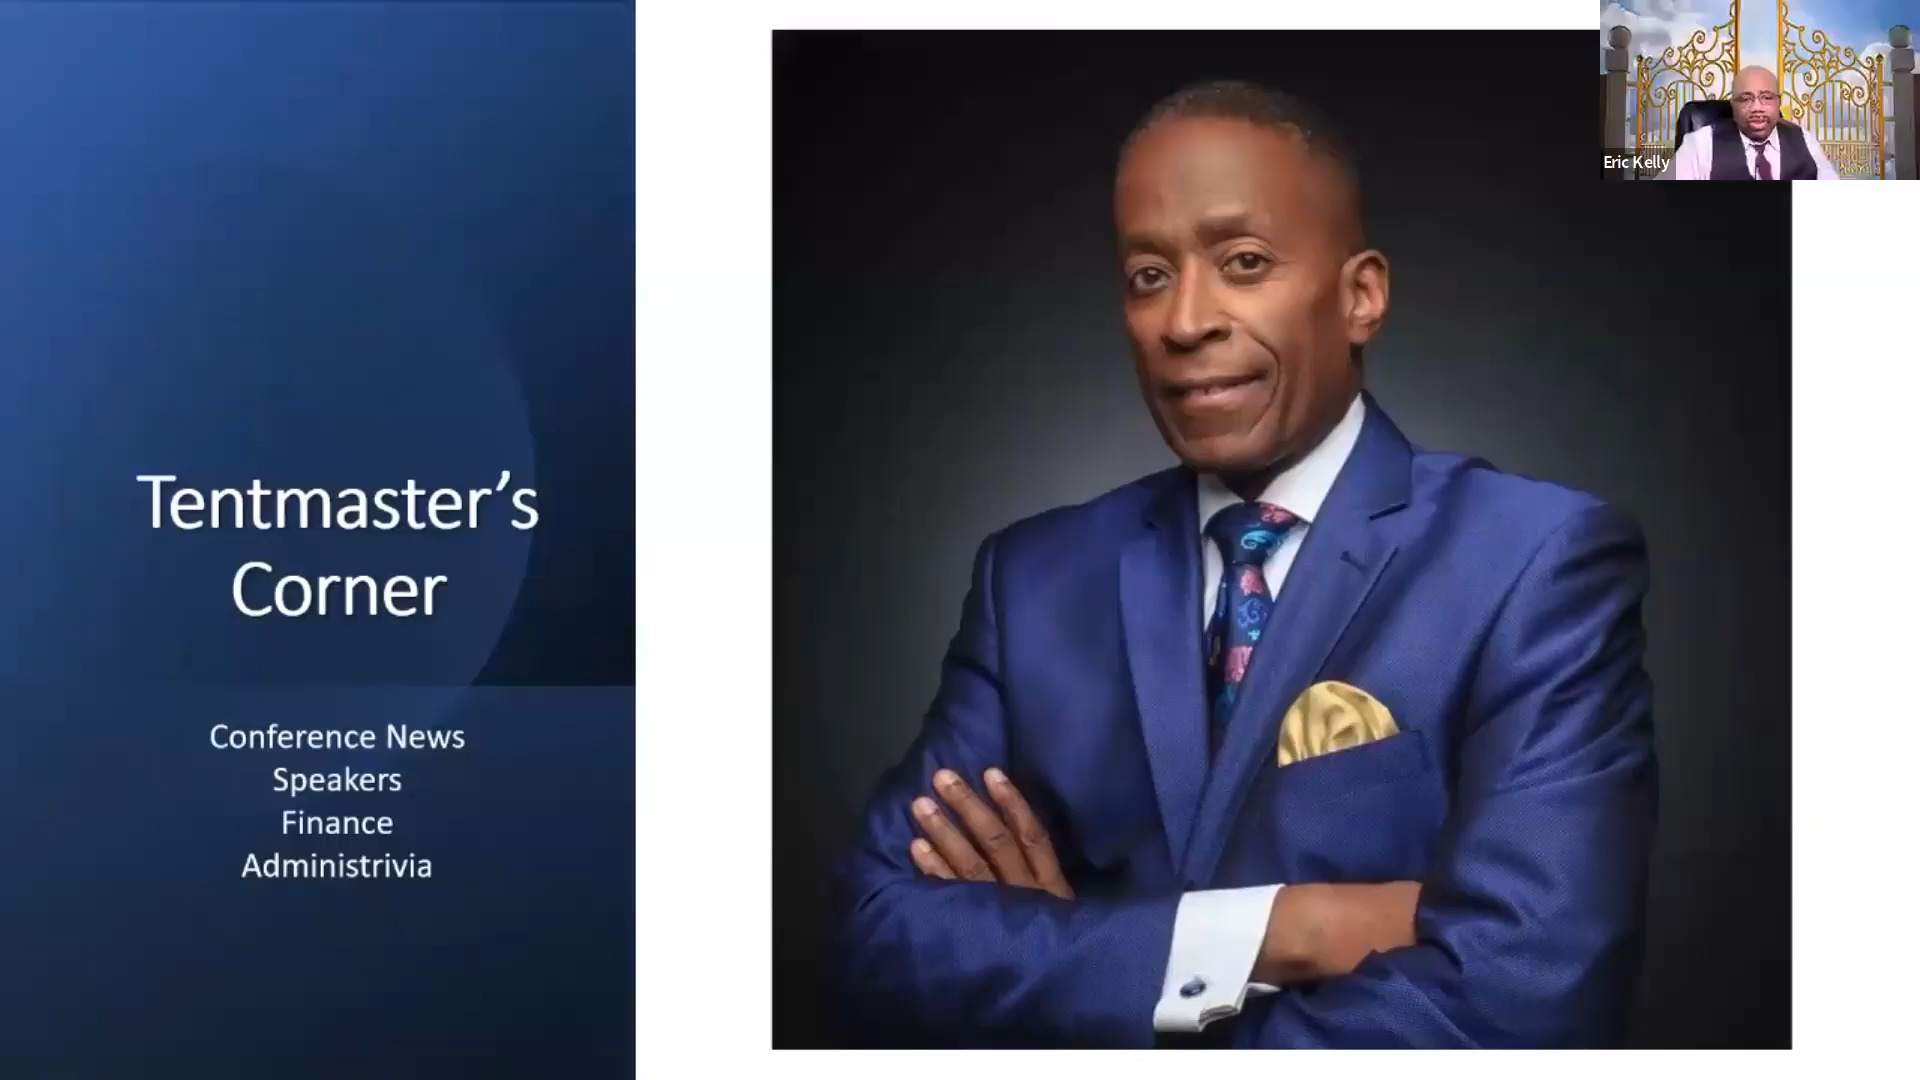 Tentmaster’s
Corner
Conference News
Speakers
Finance
Administrivia
Eric Kelly